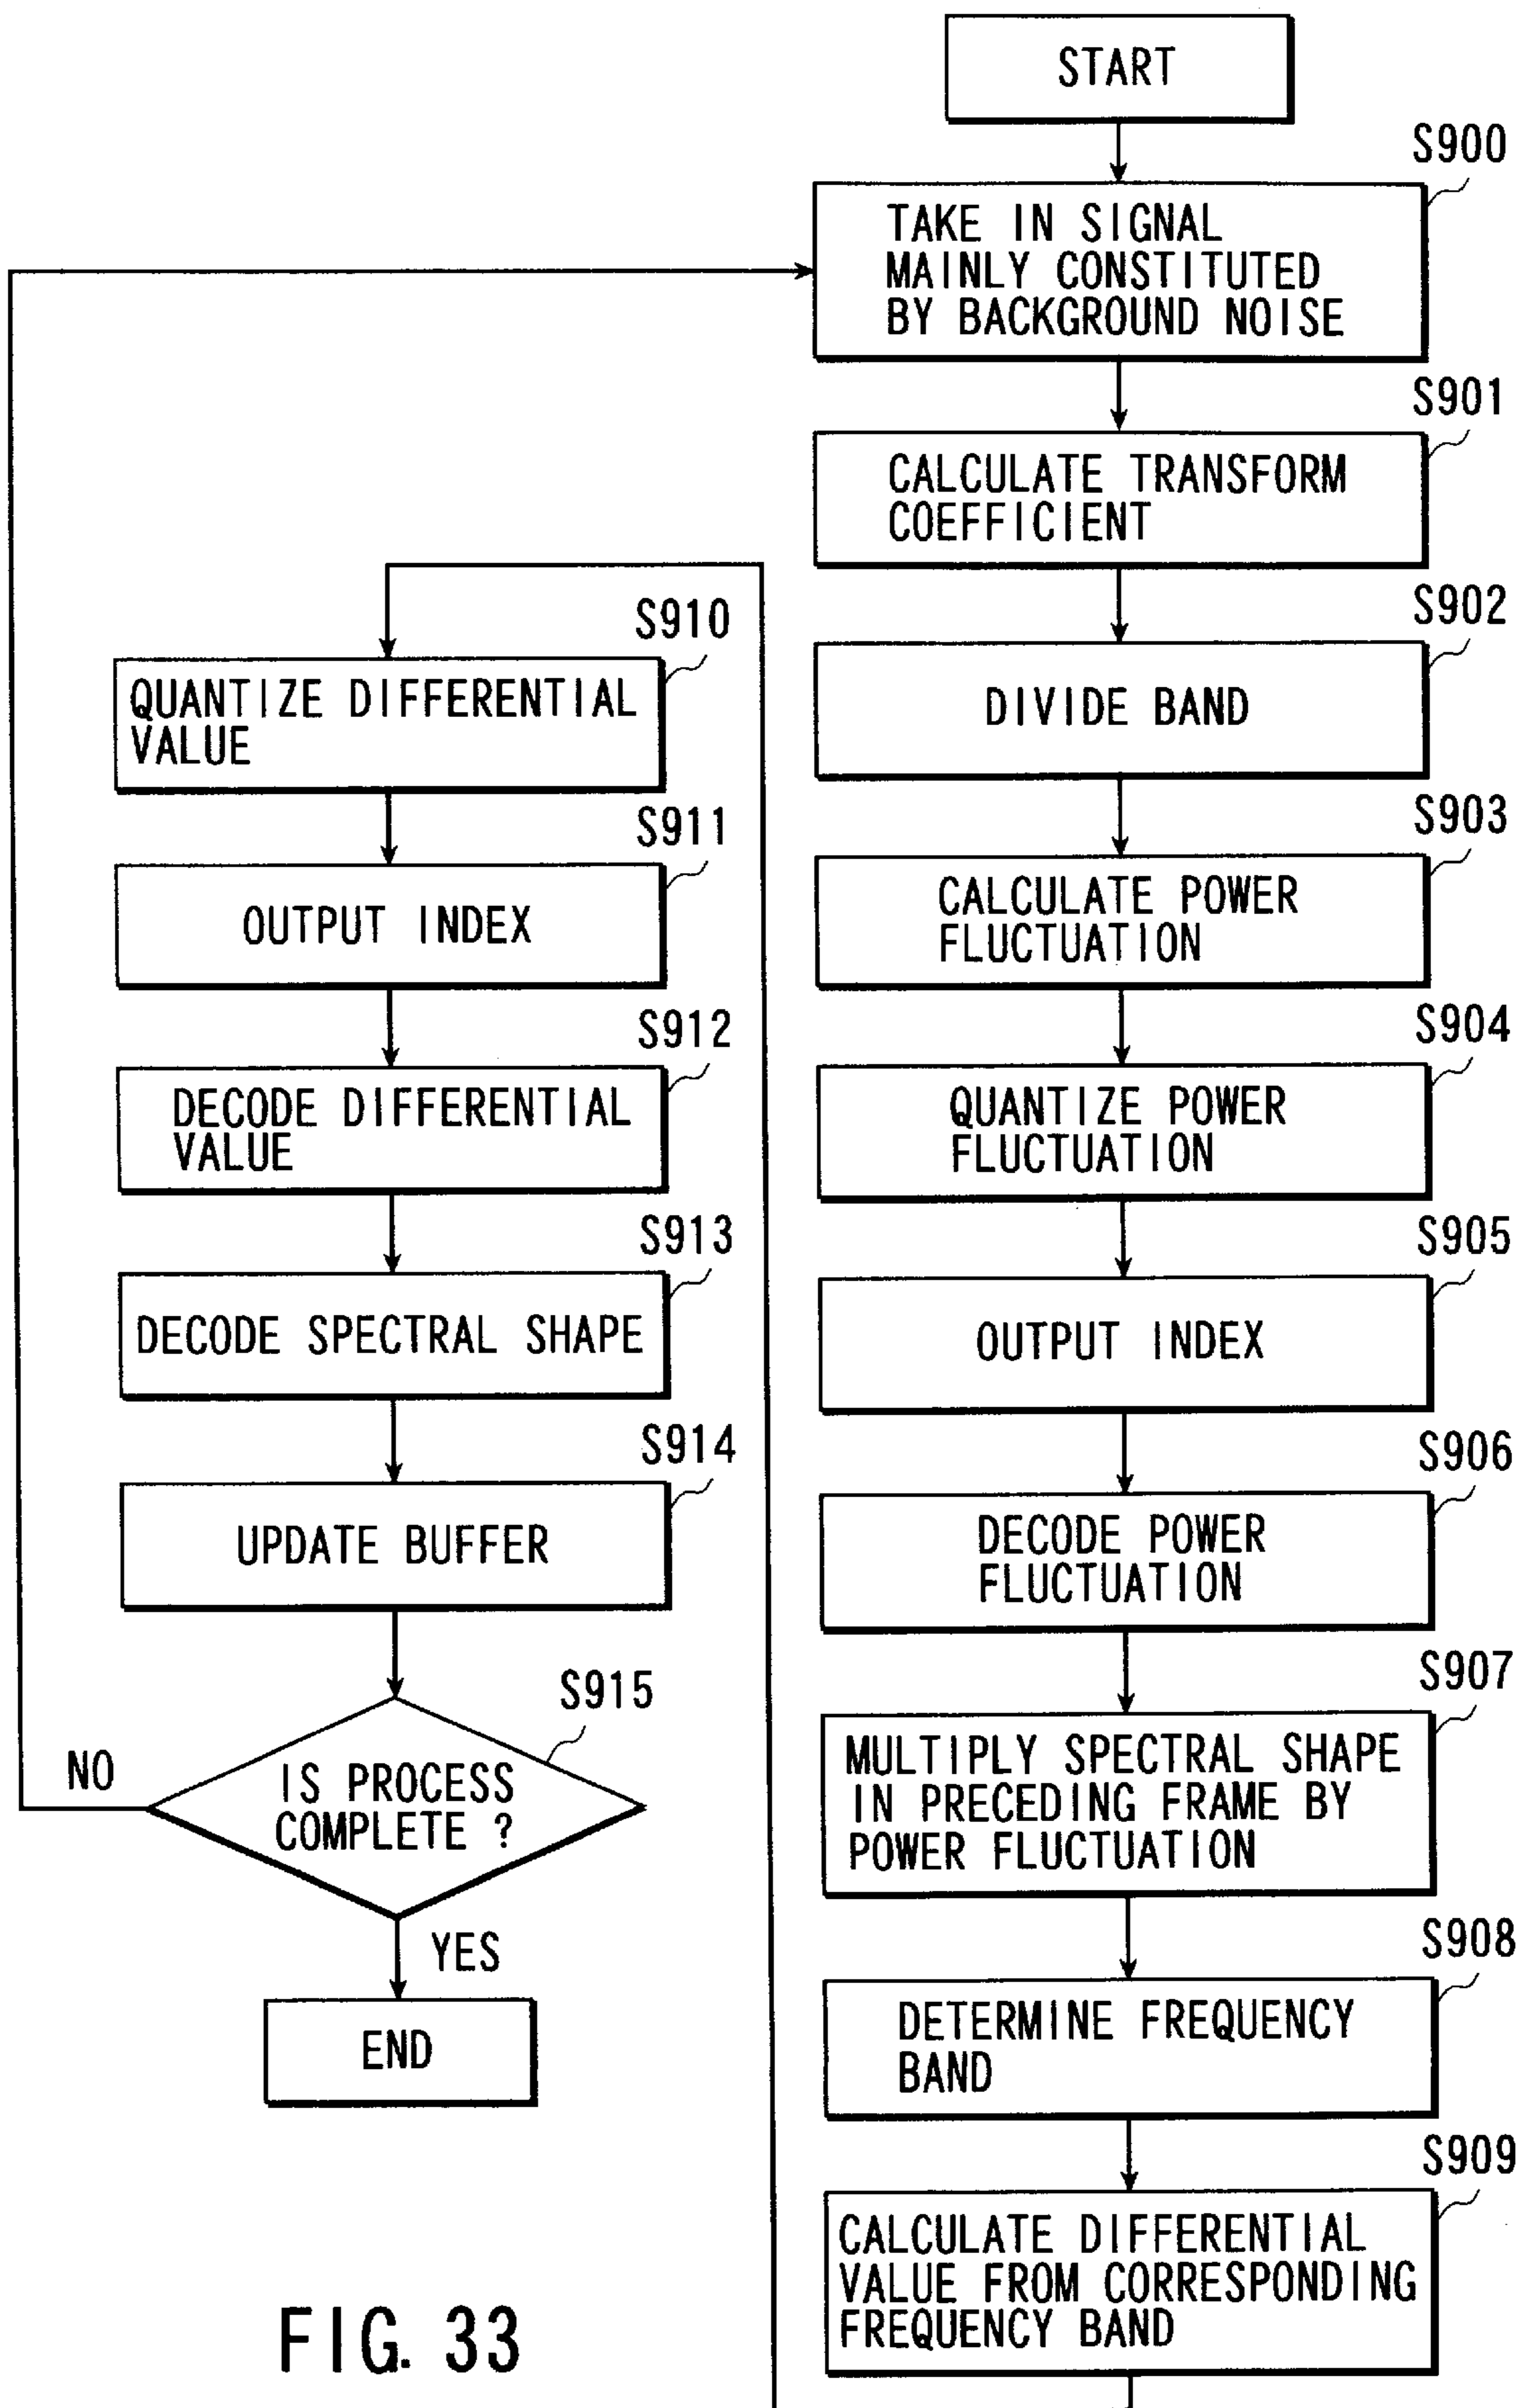 START
S900
TAKE IN SIGNAL
MAINLY CONSTITUTED
BY BACKGROUND NOISE
S901
CALCULATE TRANSFORM
COEFFICIENT
S902
DIVIDE BAND
S903
CALCULATE POWER
FLUCTUATION
S904
QUANTIZE POWER
FLUCTUATION
S905
OUTPUT INDEX
S906
DECODE POWER
FLUCTUATION
S907
MULTIPLY SPECTRAL SHAPE
IN PRECEDING FRAME BY
POWER FLUCTUATION
S908
DETERMINE FREQUENCY
BAND
S909
CALCULATE DIFFERENTIAL
VALUE FROM CORRESPONDING
FREQUENCY BAND
S910
QUANTIZE DIFFERENTIAL
VALUE
S911
OUTPUT INDEX
S912
DECODE DIFFERENTIAL
VALUE
S913
DECODE SPECTRAL SHAPE
S914
UPDATE BUFFER
S915
IS PROCESS
COMPLETE ?
NO
YES
END
FIG. 33